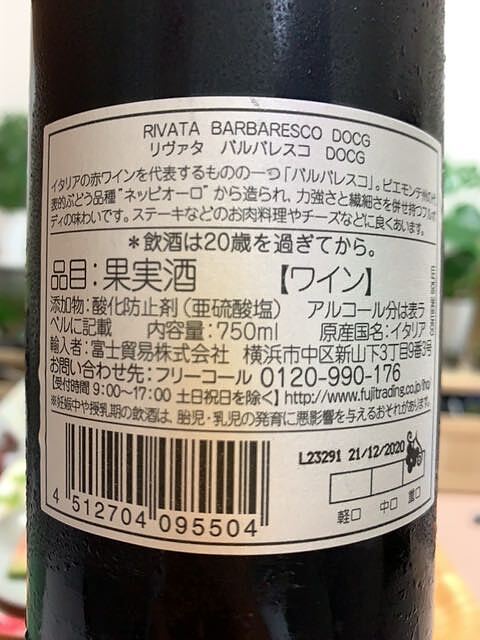 RIVATA BARBARESCO DOCG
リヴァタ バルバレスコ DOCG
イタリアの赤ワインを代表するものの一つ「バルバレスコ」。ピエモンテ州の
表的ぶどう品種"ネッビオーロ"から造られ、力強さと繊細さを併せ持つフルボ
ディの味わいです。ステーキなどのお肉料理やチーズなどに良くあいます。
*飲酒は20歳を過ぎてから。
品目:果実酒 【ワイン】
添加物:酸化防止剤(亜硫酸塩) アルコール分は表ラ
ベルに記載 内容量:750ml 原産国名:イタリア
輸入者:富士貿易株式会社 横浜市中区新山下3丁目9番3号
お問い合わせ先:フリーコール 0120-990-176
【受付時間9:00~17:00 土日祝日を除く】http://www.fujitrading.co.jp/hp/
※妊娠中や授乳期の飲酒は、胎児・乳児の発育に悪影響を与えるおそれがあります。
CONTIENE SOLFITI
L23291 21/12/2020
4 512704 095504
軽口 中口 重口